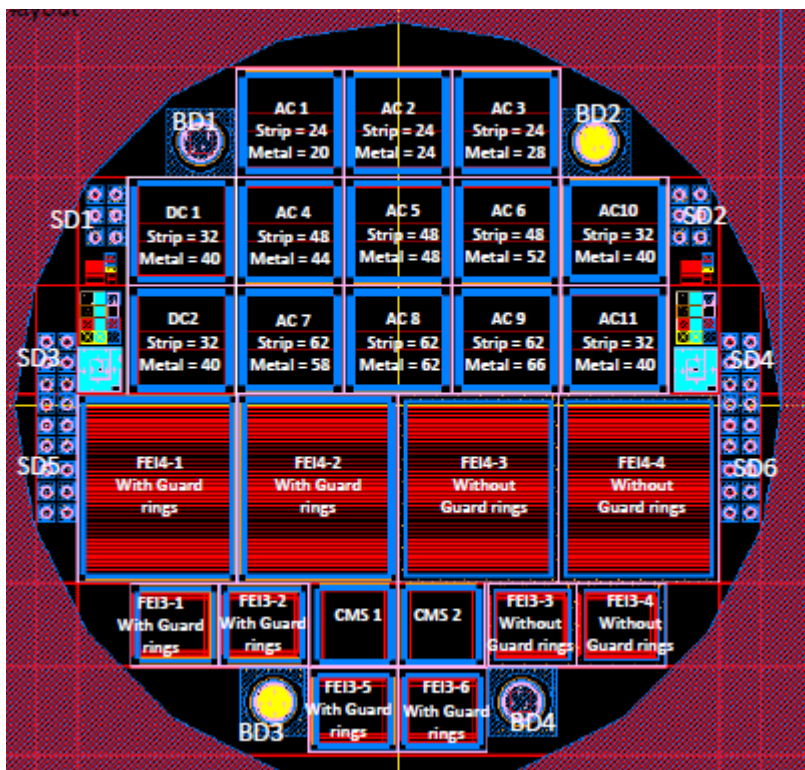 layout
BD1
AC 1
Strip = 24
Metal = 20
AC 2
Strip = 24
Metal = 24
AC 3
Strip = 24
Metal = 28
BD2
SD1
DC 1
Strip = 32
Metal = 40
AC 4
Strip = 48
Metal = 44
AC 5
Strip = 48
Metal = 48
AC 6
Strip = 48
Metal = 52
AC10
Strip = 32
Metal = 40
SD2
SD3
DC2
Strip = 32
Metal = 40
AC 7
Strip = 62
Metal = 58
AC 8
Strip = 62
Metal = 62
AC 9
Strip = 62
Metal = 66
AC11
Strip = 32
Metal = 40
SD4
SD5
FEI4-1
With Guard
rings
FEI4-2
With Guard
rings
FEI4-3
Without
Guard rings
FEI4-4
Without
Guard rings
SD6
FEI3-1
With Guard
rings
FEI3-2
With Guard
rings
CMS 1
CMS 2
FEI3-3
Without
Guard rings
FEI3-4
Without
Guard rings
BD3
FEI3-5
With Guard
rings
FEI3-6
With Guard
rings
BD4